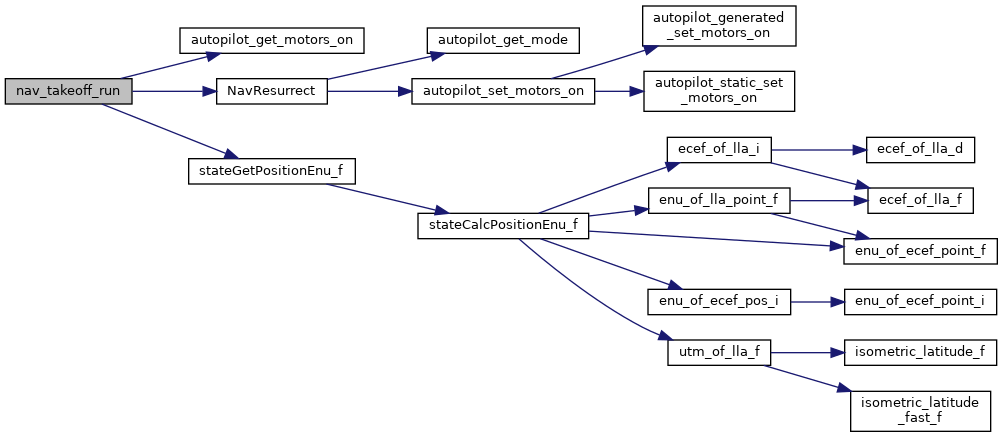 nav_takeoff_run
autopilot_get_motors_on
NavResurrect
stateGetPositionEnu_f
autopilot_get_mode
autopilot_set_motors_on
autopilot_generated
_set_motors_on
autopilot_static_set
_motors_on
stateCalcPositionEnu_f
ecef_of_lla_i
enu_of_lla_point_f
enu_of_ecef_pos_i
utm_of_lla_f
ecef_of_lla_d
ecef_of_lla_f
enu_of_ecef_point_f
enu_of_ecef_point_i
isometric_latitude_f
isometric_latitude
_fast_f